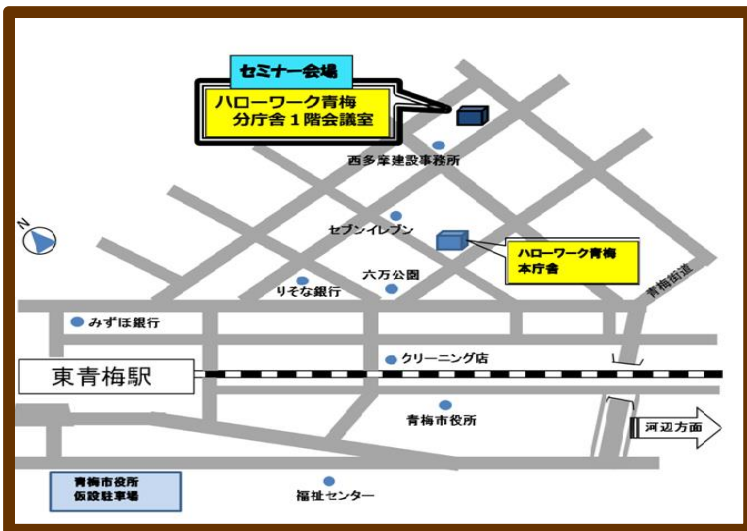 セミナー会場
ハローワーク青梅
分庁舎1階会議室
西多摩建設事務所
N
セブンイレブン
ハローワーク青梅
本庁舎
六万公園
りそな銀行
青梅街道
みずほ銀行
クリーニング店
東青梅駅
青梅市役所
河辺方面
青梅市役所
仮設駐車場
福祉センター